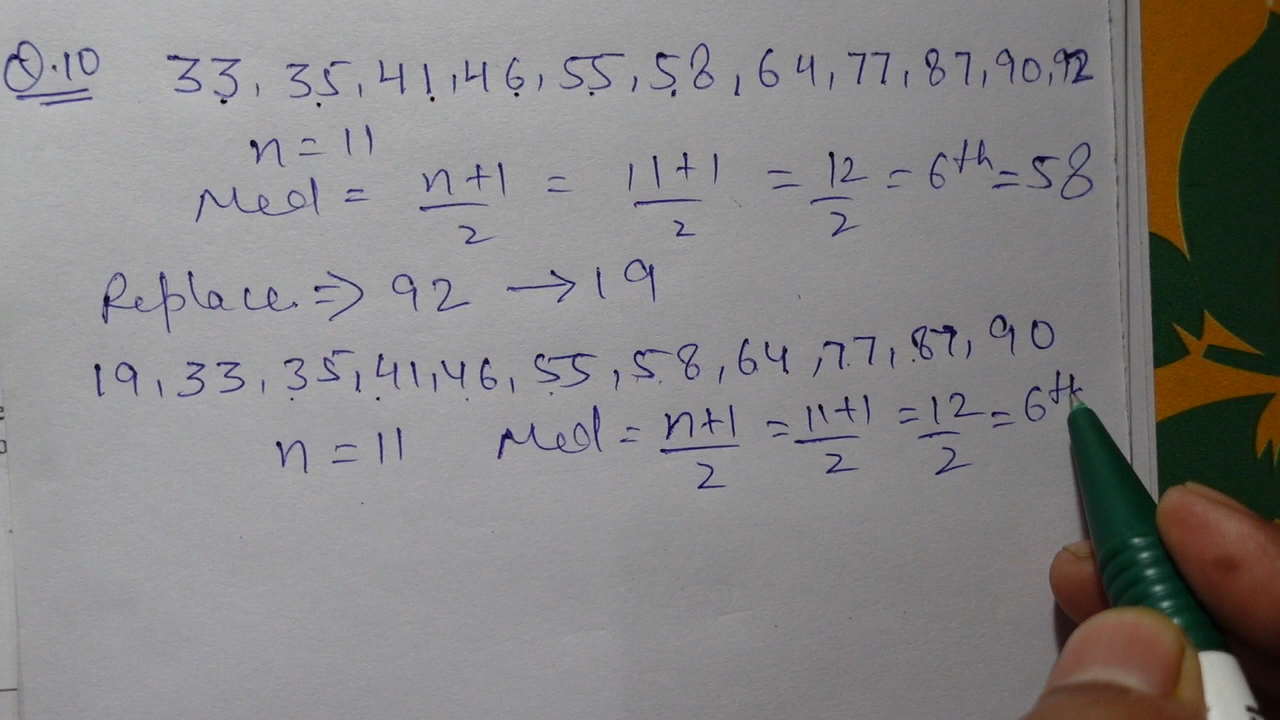 Q.10 33, 35, 41, 46, 55, 58, 64, 77, 87, 90, 92
n = 11
Med = n+1/2 = 11+1/2 = 12/2 = 6th = 58
Replace ⇒ 92 → 19
19, 33, 35, 41, 46, 55, 58, 64, 77, 87, 90
n = 11 Med = n+1/2 = 11+1/2 = 12/2 = 6th